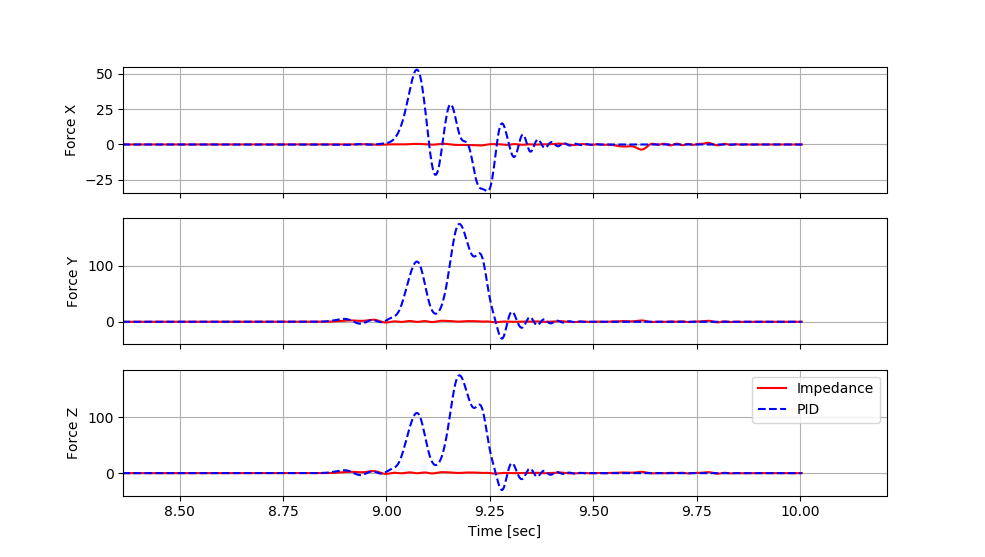 Force X
50
25
0
−25
Force Y
100
0
Force Z
100
0
Impedance
PID
8.50 8.75 9.00 9.25 9.50 9.75 10.00
Time [sec]